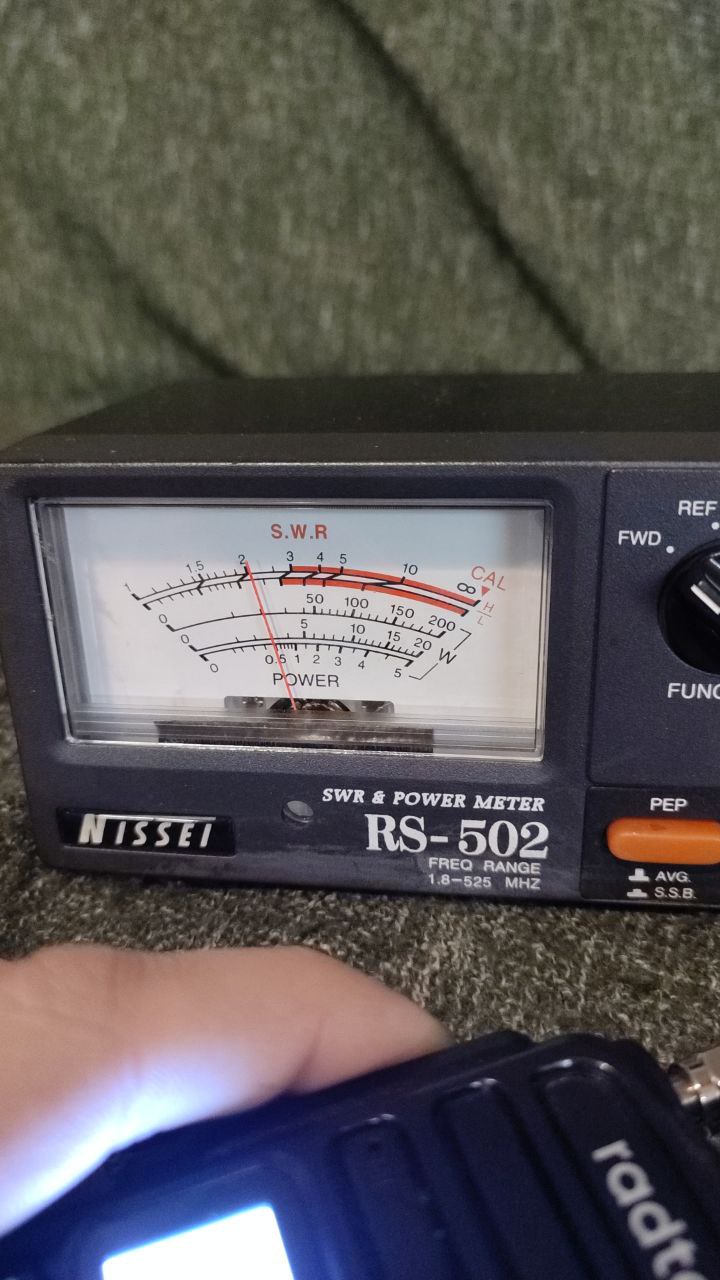 S.W.R
1 1.5 2 3 4 5 10 ∞ CAL
H
L
0 50 100 150 200
0 5 10 15 20 W
0 0.5 1 2 3 4 5
POWER
REF
FWD
FUNC
SWR & POWER METER
NISSEI
RS-502
FREQ RANGE
1.8–525 MHZ
PEP
AVG.
S.S.B.